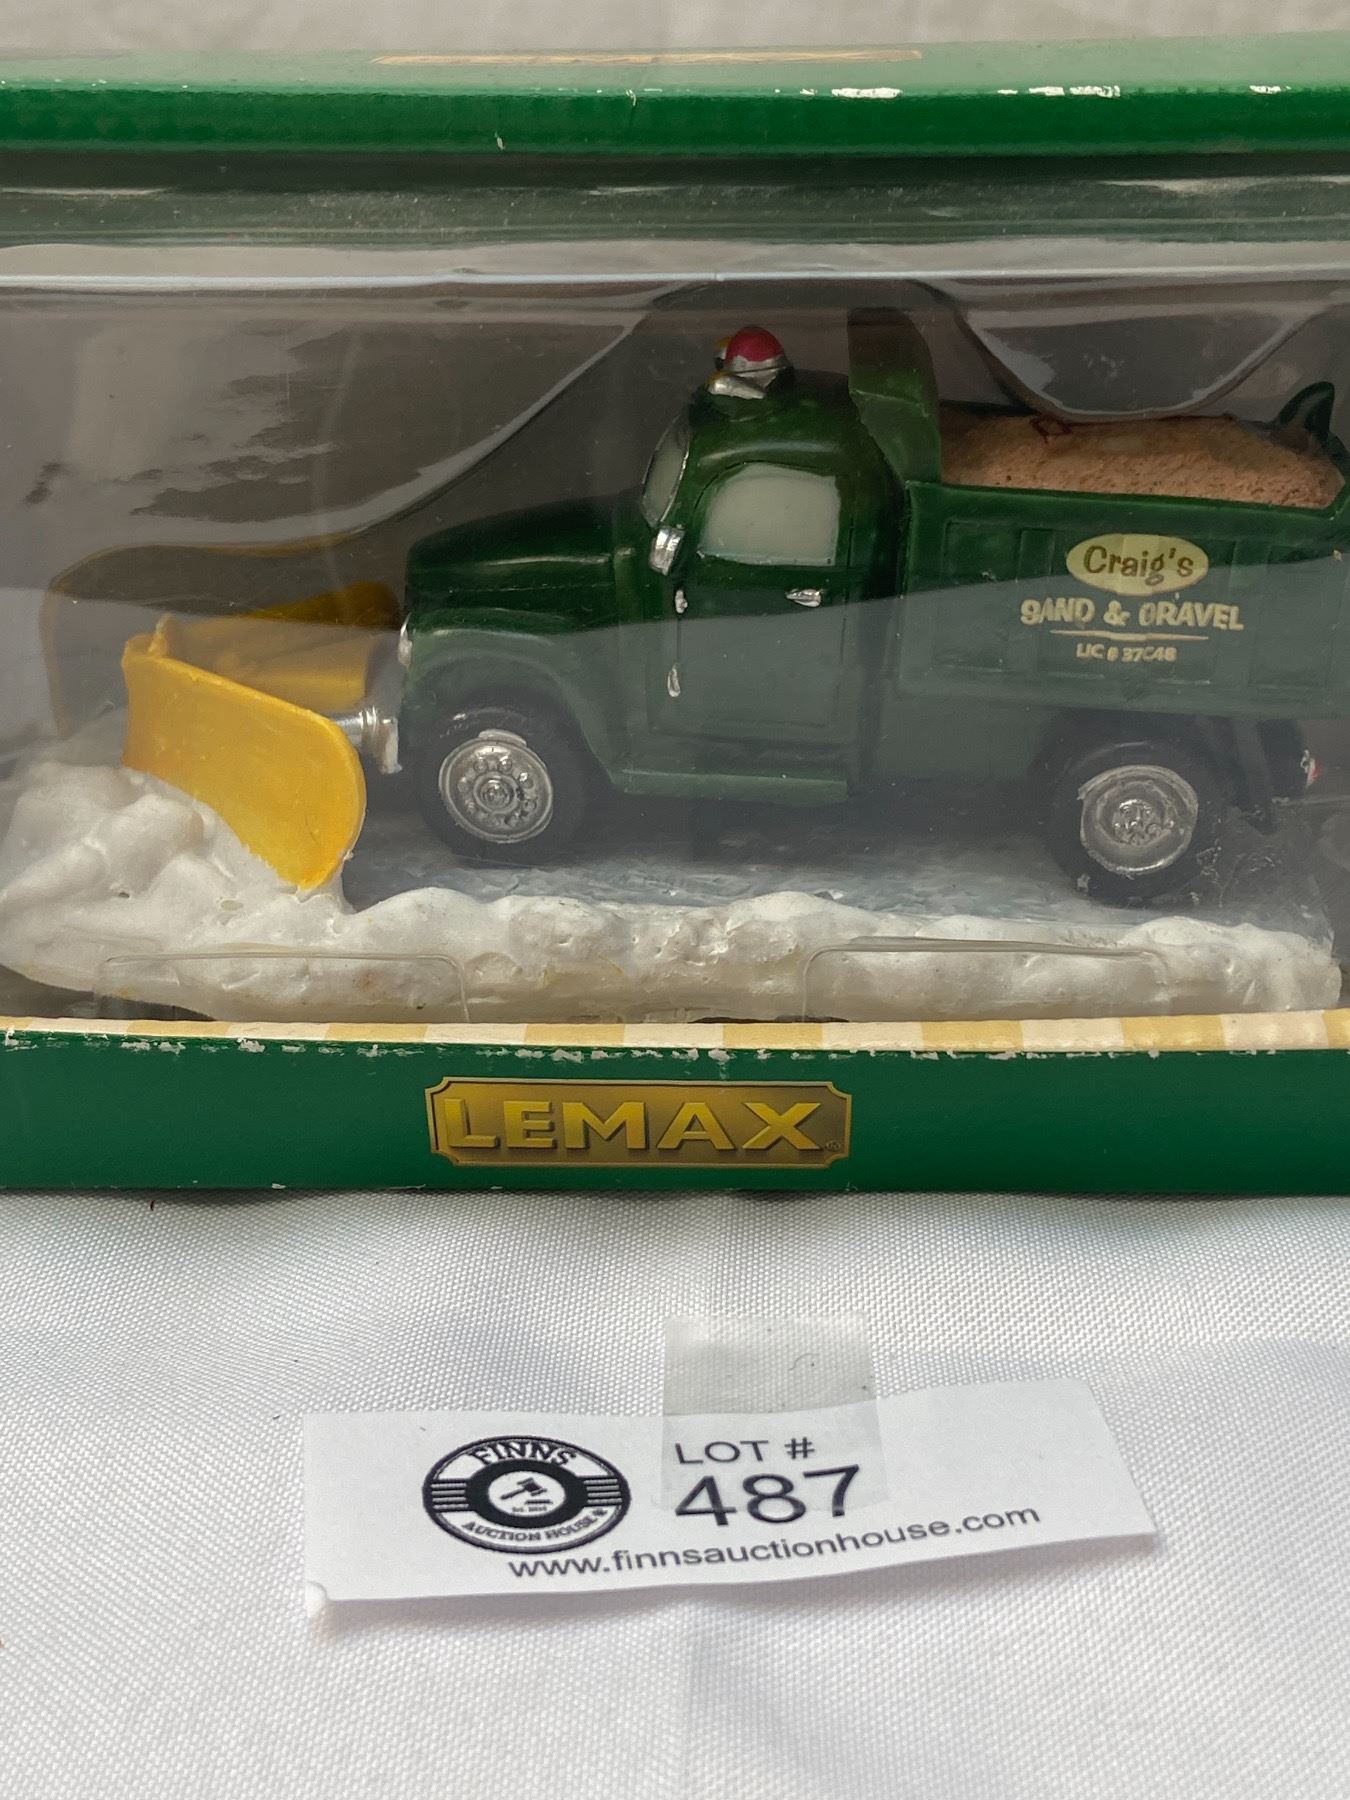 Craig's
SAND & GRAVEL
LIC # 37C48
LEMAX®
FINNS
AUCTION HOUSE
LOT #
487
www.finnsauctionhouse.com